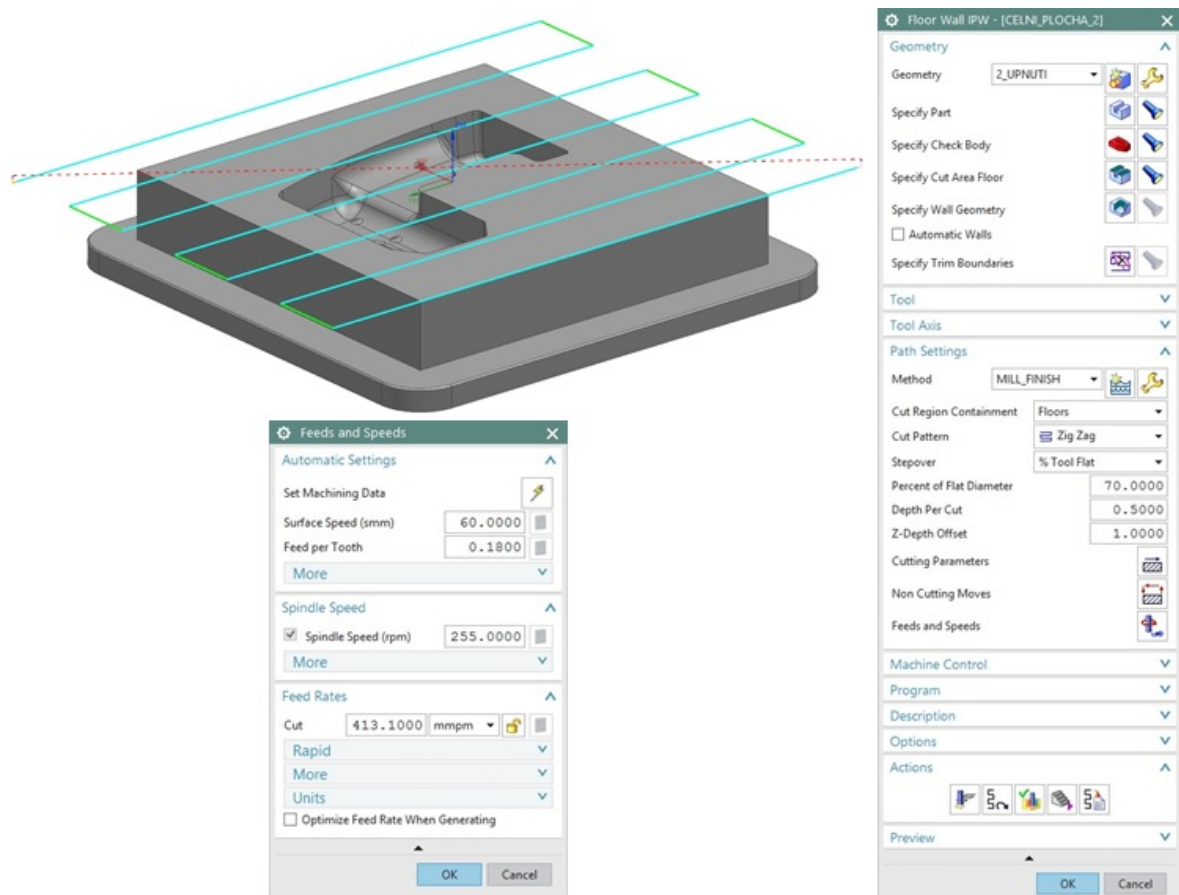 Floor Wall IPW - [CELNI_PLOCHA_2]
Geometry
Geometry 2_UPNUTI
Specify Part
Specify Check Body
Specify Cut Area Floor
Specify Wall Geometry
Automatic Walls
Specify Trim Boundaries
Tool
Tool Axis
Path Settings
Method MILL_FINISH
Cut Region Containment Floors
Cut Pattern Zig Zag
Stepover % Tool Flat
Percent of Flat Diameter 70.0000
Depth Per Cut 0.5000
Z-Depth Offset 1.0000
Cutting Parameters
Non Cutting Moves
Feeds and Speeds
Machine Control
Program
Description
Options
Actions
Preview
OK Cancel
Feeds and Speeds
Automatic Settings
Set Machining Data
Surface Speed (smm) 60.0000
Feed per Tooth 0.1800
More
Spindle Speed
Spindle Speed (rpm) 255.0000
More
Feed Rates
Cut 413.1000 mmpm
Rapid
More
Units
Optimize Feed Rate When Generating
OK Cancel